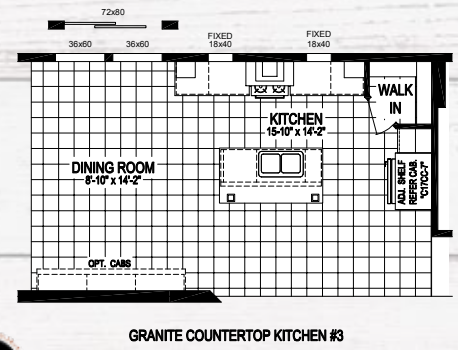 72x80
36x60
36x60
FIXED
18x40
FIXED
18x40
WALK
IN
KITCHEN
15'-10" x 14'-2"
DINING ROOM
8'-10" x 14'-2"
ADJ. SHELF
REFER CAB.
"C17CC-7"
OPT. CABS
GRANITE COUNTERTOP KITCHEN #3